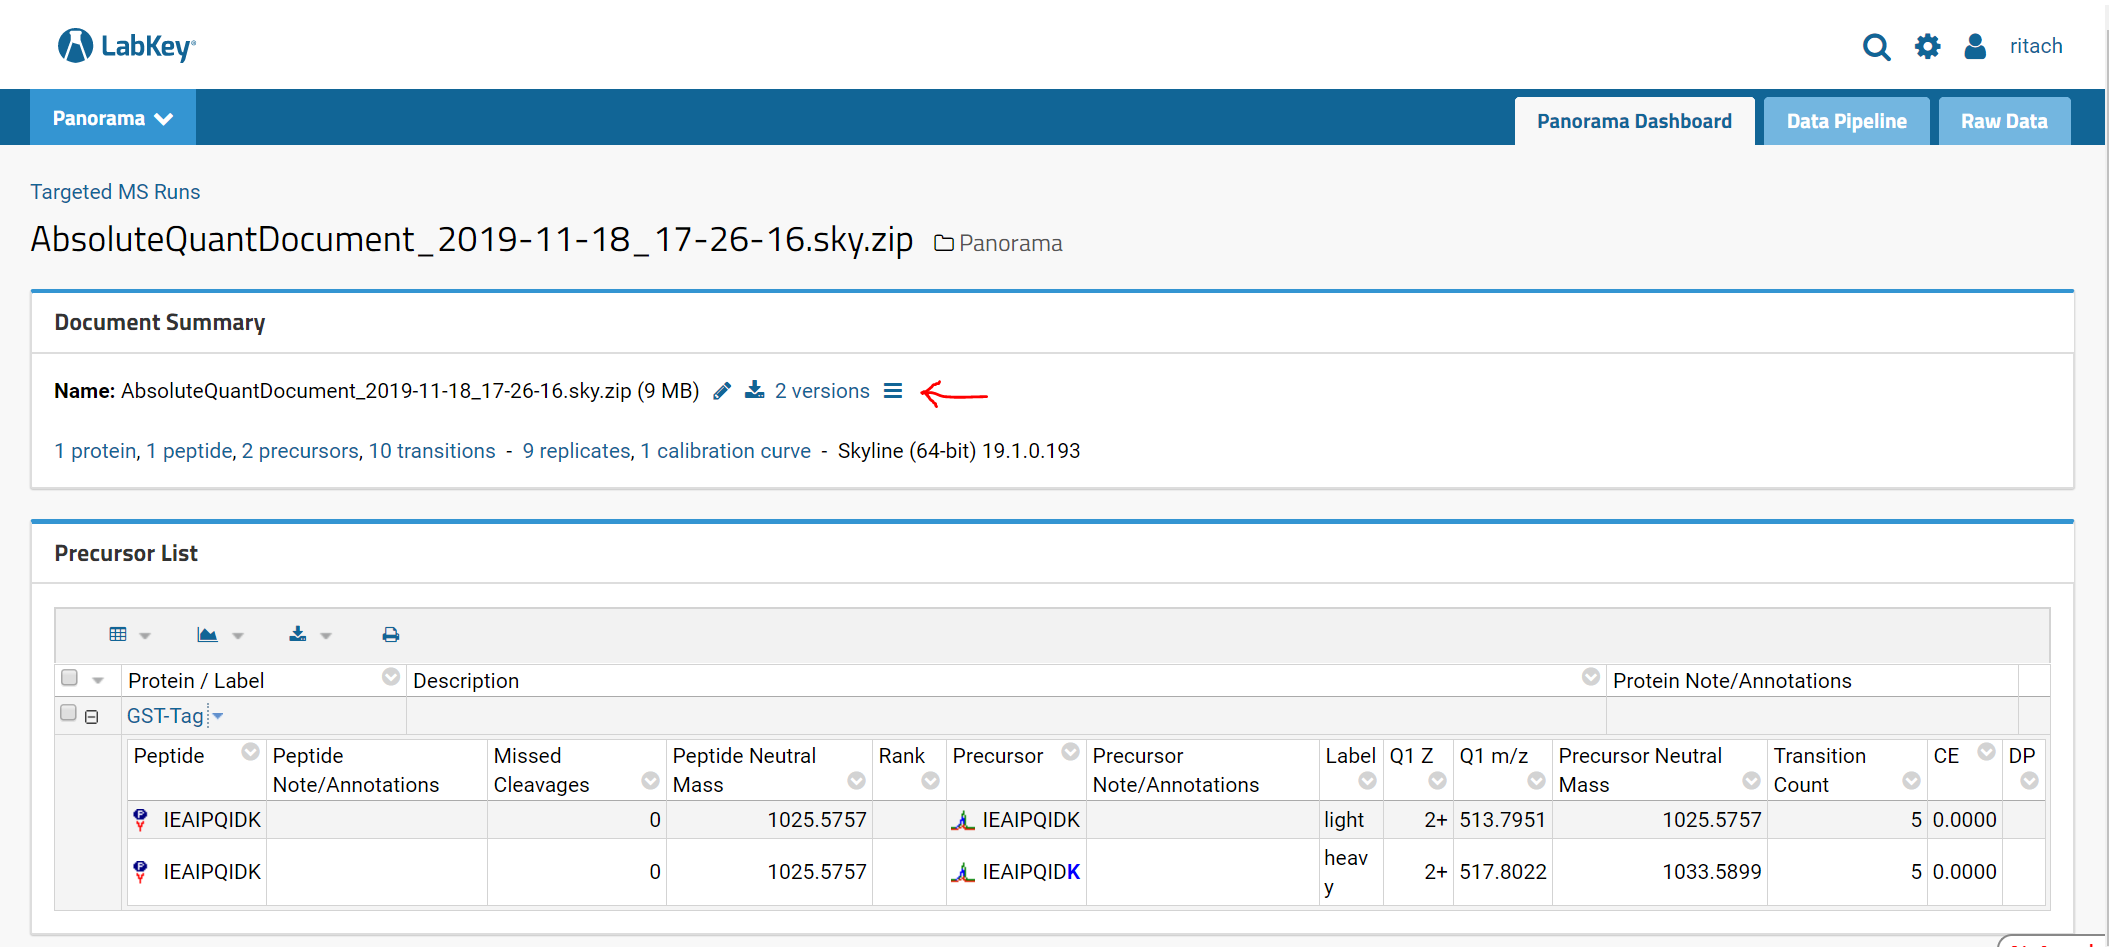 LabKey
ritach
Panorama
Panorama Dashboard
Data Pipeline
Raw Data
Targeted MS Runs
AbsoluteQuantDocument_2019-11-18_17-26-16.sky.zip Panorama
Document Summary
Name: AbsoluteQuantDocument_2019-11-18_17-26-16.sky.zip (9 MB) 2 versions
1 protein, 1 peptide, 2 precursors, 10 transitions - 9 replicates, 1 calibration curve - Skyline (64-bit) 19.1.0.193
Precursor List
Protein / Label Description Protein Note/Annotations
GST-Tag
Peptide Peptide Note/Annotations Missed Cleavages Peptide Neutral Mass Rank Precursor Precursor Note/Annotations Label Q1 Z Q1 m/z Precursor Neutral Mass Transition Count CE DP
IEAIPQIDK 0 1025.5757 IEAIPQIDK light 2+ 513.7951 1025.5757 5 0.0000
IEAIPQIDK 0 1025.5757 IEAIPQIDK heavy 2+ 517.8022 1033.5899 5 0.0000